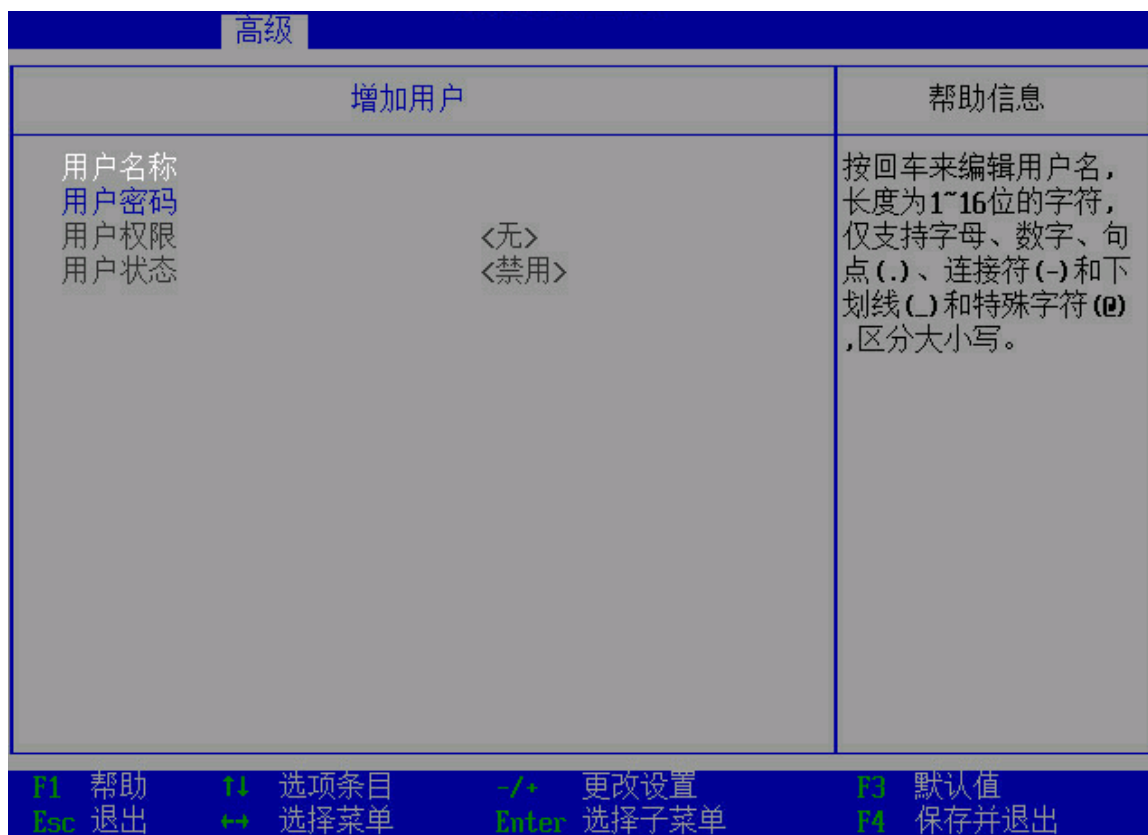 高级
增加用户
帮助信息
用户名称
用户密码
用户权限 <无>
用户状态 <禁用>
按回车来编辑用户名,
长度为1~16位的字符,
仅支持字母、数字、句
点(.)、连接符(-)和下
划线(_)和特殊字符(@)
,区分大小写。
F1 帮助 ↑↓ 选项条目 -/+ 更改设置 F3 默认值
Esc 退出 ←→ 选择菜单 Enter 选择子菜单 F4 保存并退出